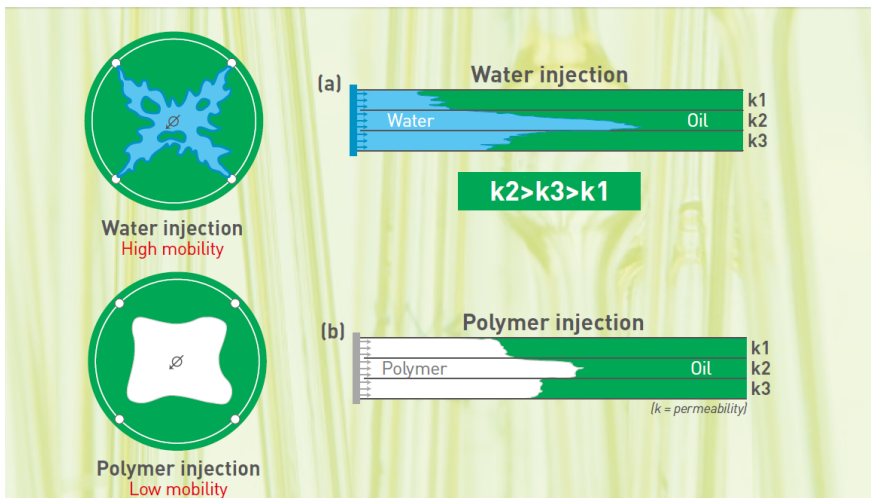 Water injection
High mobility
Polymer injection
Low mobility
(a)
Water injection
k1
Water
Oil
k2
k3
k2>k3>k1
(b)
Polymer injection
k1
Polymer
Oil
k2
k3
(k = permeability)